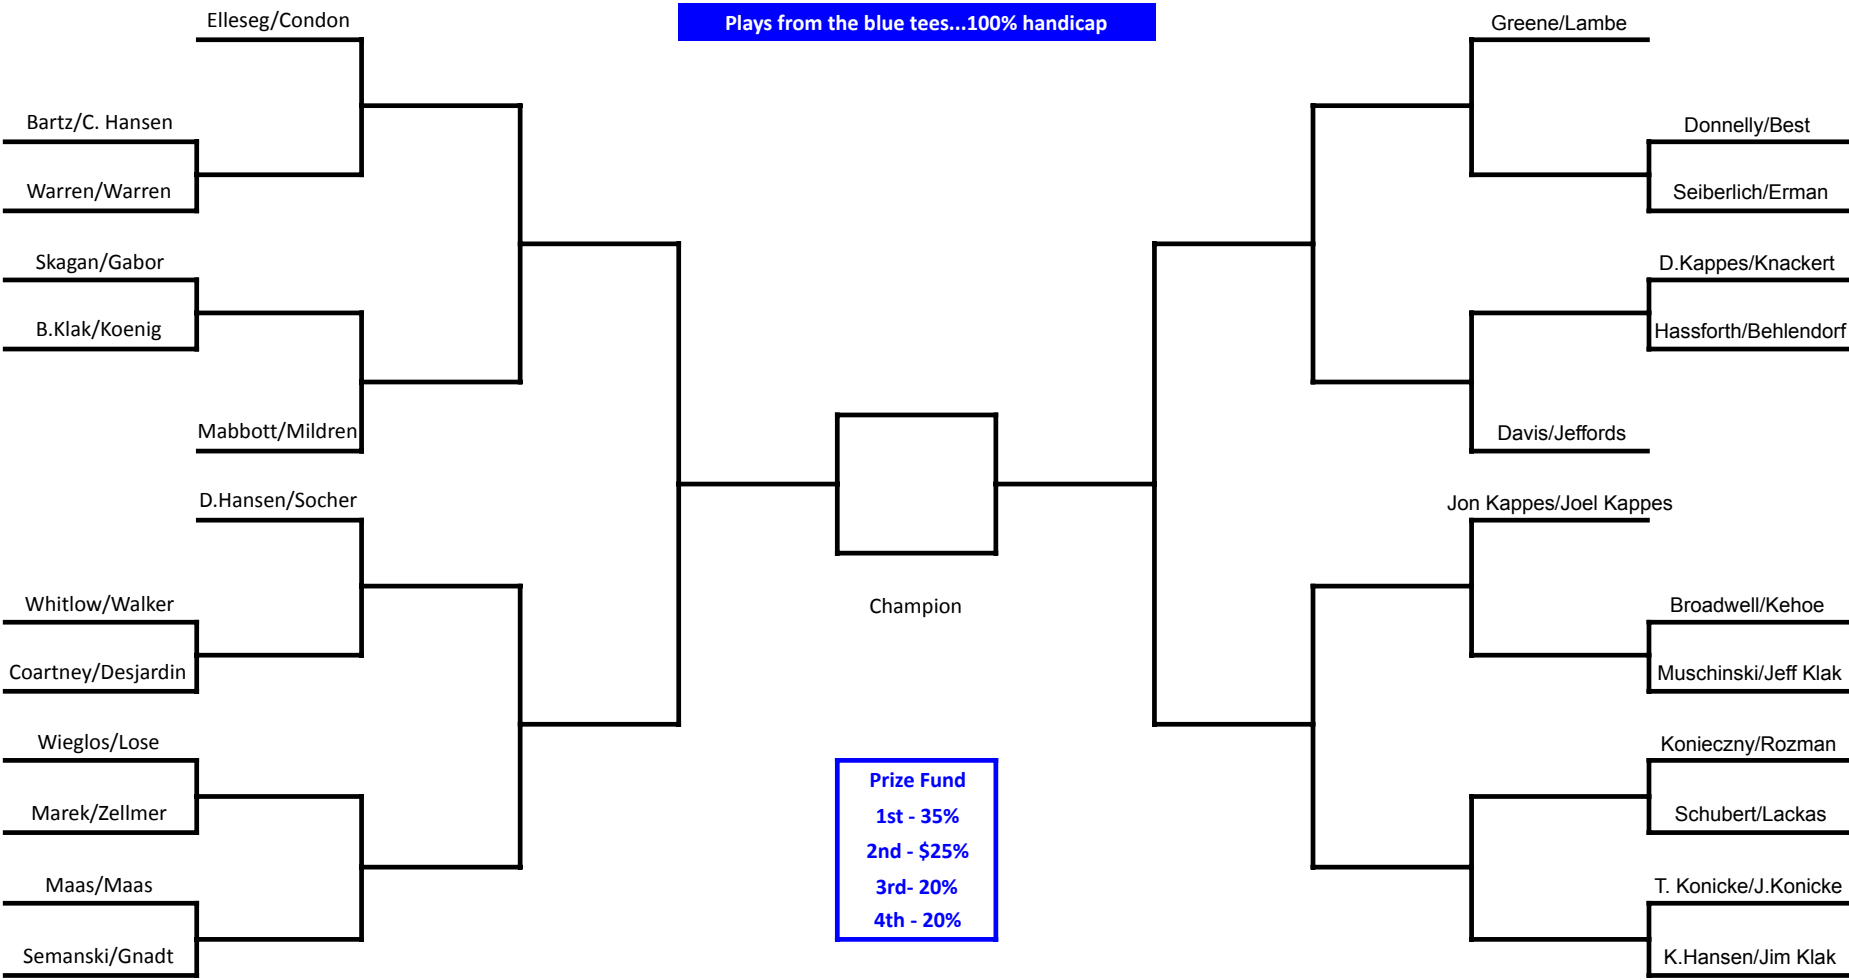 Elleseg/Condon
Plays from the blue tees...100% handicap
Greene/Lambe
Bartz/C. Hansen
Donnelly/Best
Warren/Warren
Seiberlich/Erman
Skagan/Gabor
D.Kappes/Knackert
B.Klak/Koenig
Hassforth/Behlendorf
Mabbott/Mildren
Davis/Jeffords
D.Hansen/Socher
Jon Kappes/Joel Kappes
Whitlow/Walker
Champion
Broadwell/Kehoe
Coartney/Desjardin
Muschinski/Jeff Klak
Wieglos/Lose
Konieczny/Rozman
Prize Fund
Marek/Zellmer
1st - 35%
Schubert/Lackas
2nd - $25%
Maas/Maas
3rd- 20%
T. Konicke/J.Konicke
4th - 20%
Semanski/Gnadt
K.Hansen/Jim Klak